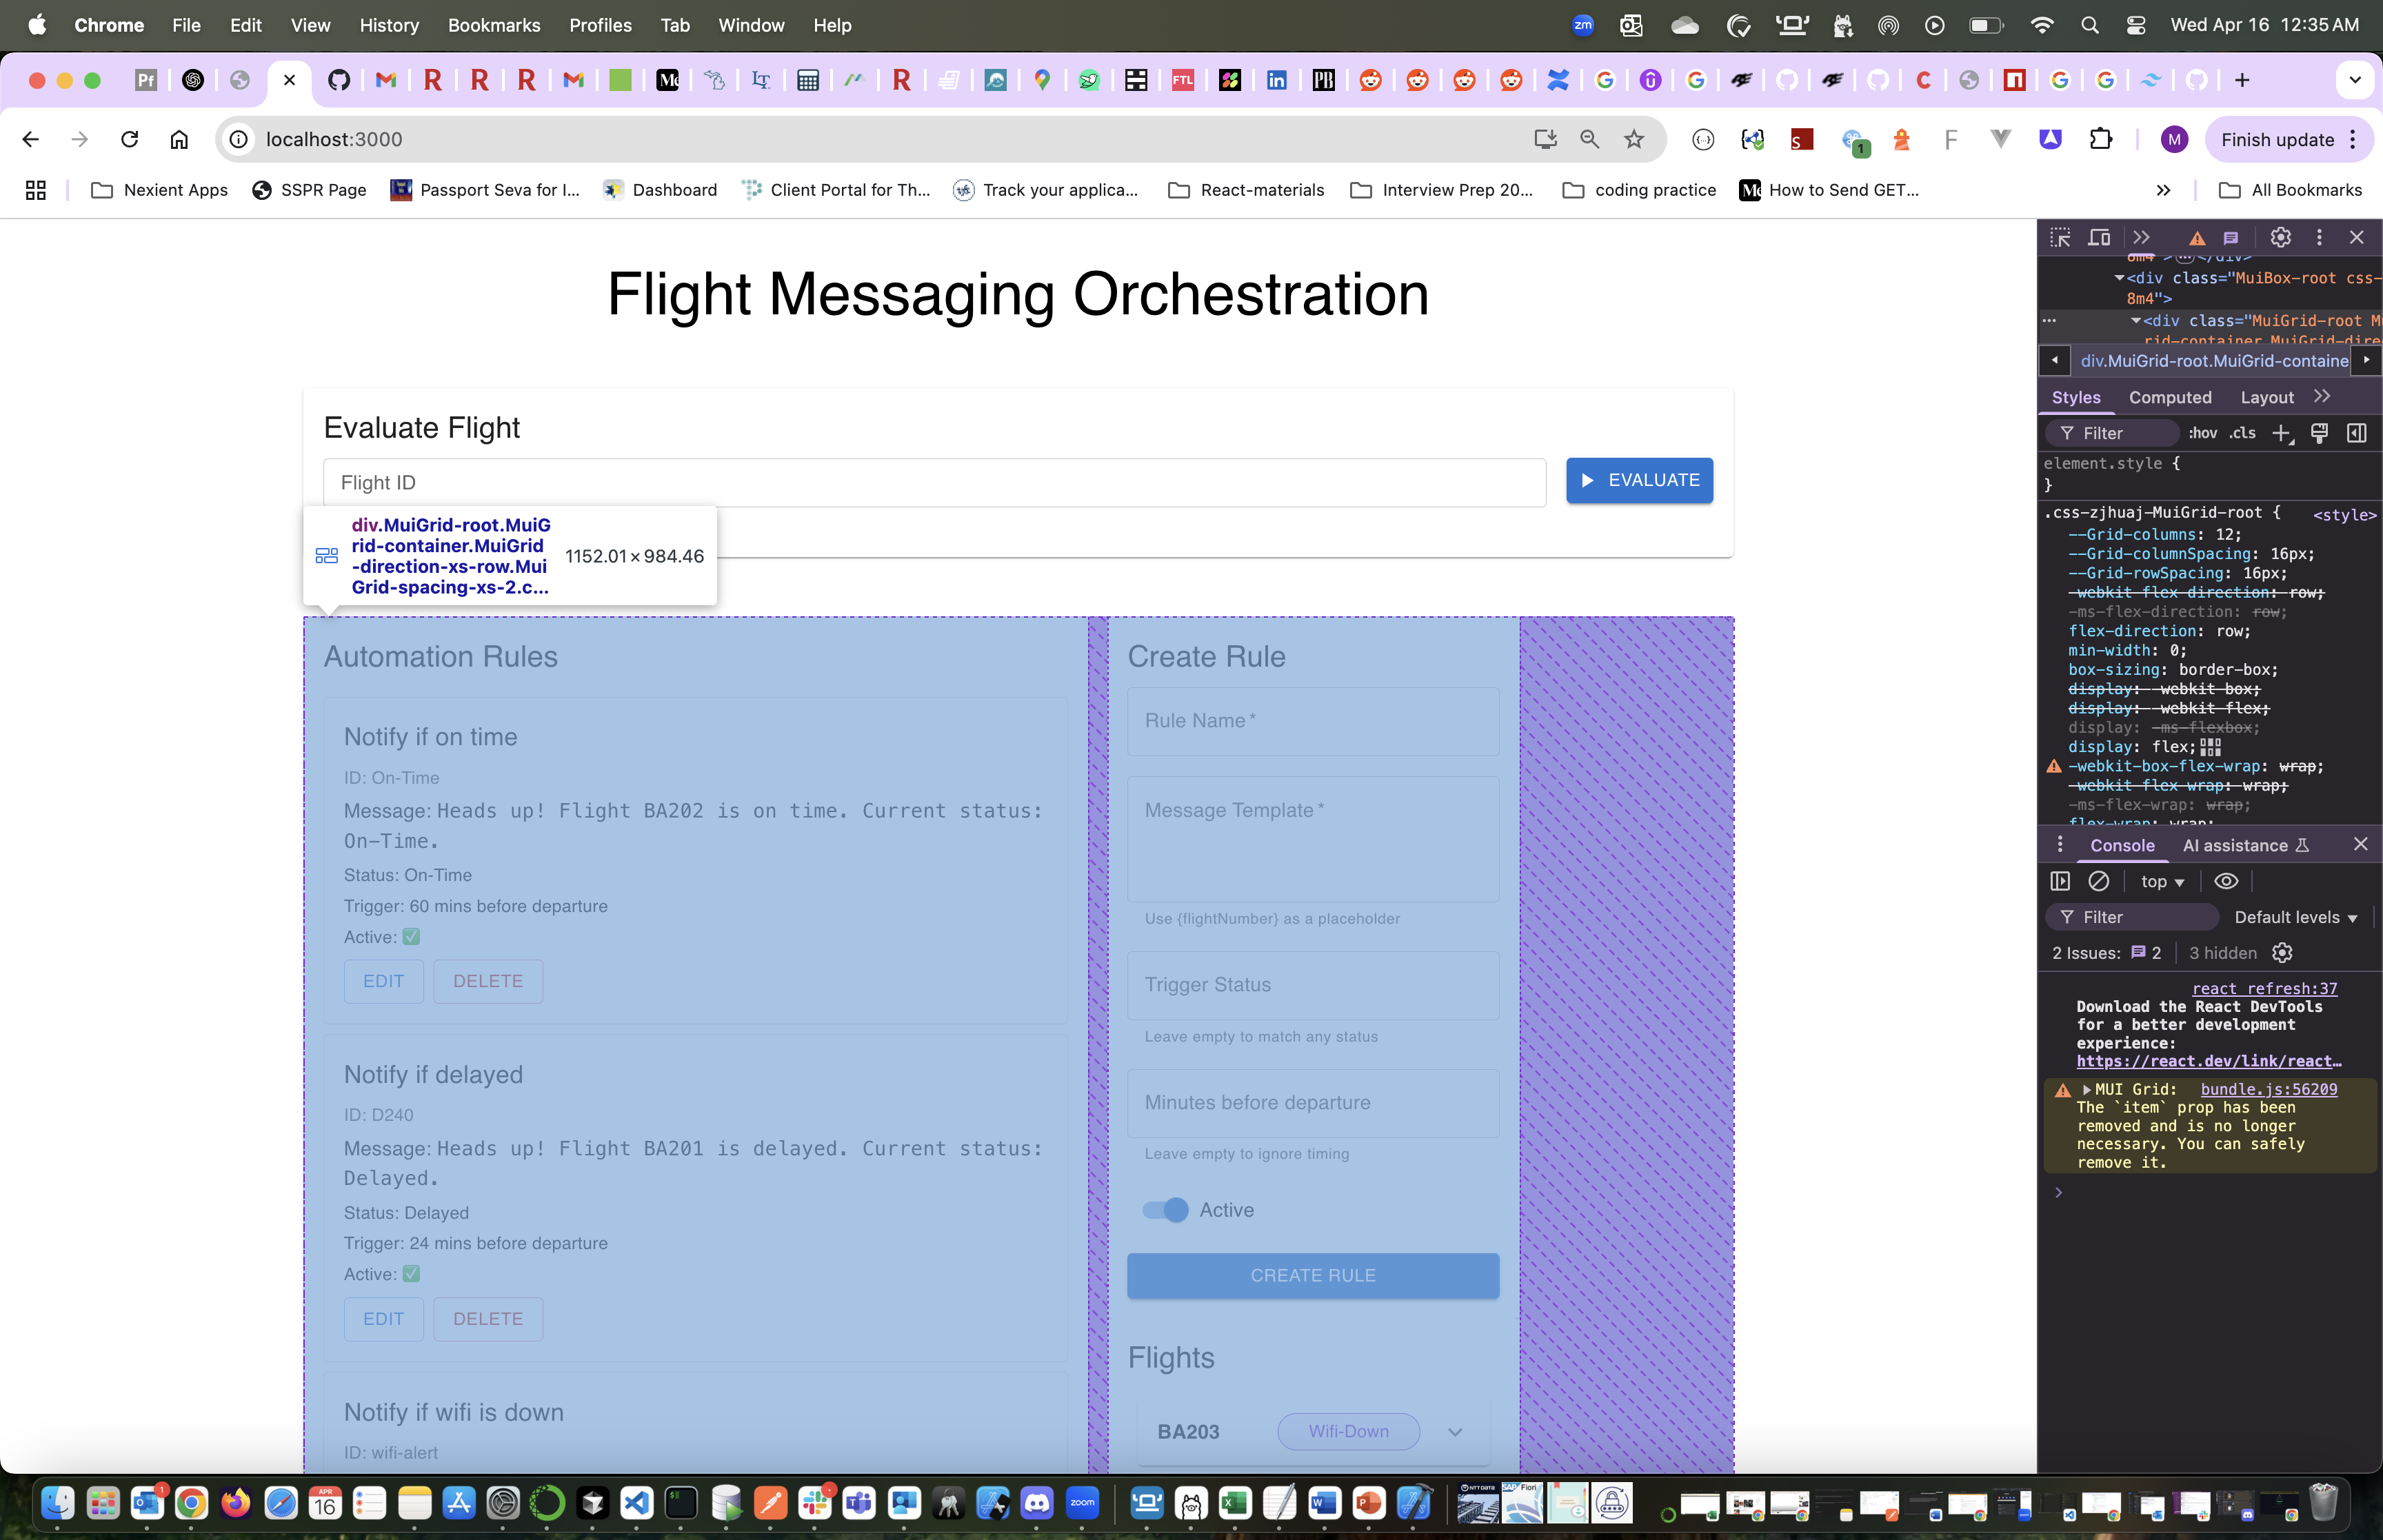 Chrome File Edit View History Bookmarks Profiles Tab Window Help
zm
Wed Apr 16 12:35 AM
localhost:3000
Finish update
Nexient Apps
SSPR Page
Passport Seva for I...
Dashboard
Client Portal for Th...
Track your applica...
React-materials
Interview Prep 20...
coding practice
How to Send GET...
All Bookmarks
Flight Messaging Orchestration
Evaluate Flight
Flight ID
EVALUATE
div.MuiGrid-root.MuiG
rid-container.MuiGrid
-direction-xs-row.Mui
Grid-spacing-xs-2.c...
1152.01 × 984.46
Automation Rules
Notify if on time
ID: On-Time
Message: Heads up! Flight BA202 is on time. Current status:
On-Time.
Status: On-Time
Trigger: 60 mins before departure
Active: ✅
EDIT
DELETE
Notify if delayed
ID: D240
Message: Heads up! Flight BA201 is delayed. Current status:
Delayed.
Status: Delayed
Trigger: 24 mins before departure
Active: ✅
EDIT
DELETE
Notify if wifi is down
ID: wifi-alert
Create Rule
Rule Name *
Message Template *
Use {flightNumber} as a placeholder
Trigger Status
Leave empty to match any status
Minutes before departure
Leave empty to ignore timing
Active
CREATE RULE
Flights
BA203
Wifi-Down
<div class="MuiBox-root css-
8m4">
<div class="MuiGrid-root M
div.MuiGrid-root.MuiGrid-containe
Styles Computed Layout
Filter
:hov .cls
element.style {
}
.css-zjhuaj-MuiGrid-root { <style>
--Grid-columns: 12;
--Grid-columnSpacing: 16px;
--Grid-rowSpacing: 16px;
-webkit-flex-direction: row;
-ms-flex-direction: row;
flex-direction: row;
min-width: 0;
box-sizing: border-box;
display: -webkit-box;
display: -webkit-flex;
display: -ms-flexbox;
display: flex;
-webkit-box-flex-wrap: wrap;
-webkit-flex-wrap: wrap;
-ms-flex-wrap: wrap;
flex-wrap: wrap;
Console AI assistance
top
Filter
Default levels
2 Issues: 2
3 hidden
react refresh:37
Download the React DevTools
for a better development
experience:
https://react.dev/link/react…
MUI Grid: bundle.js:56209
The `item` prop has been
removed and is no longer
necessary. You can safely
remove it.